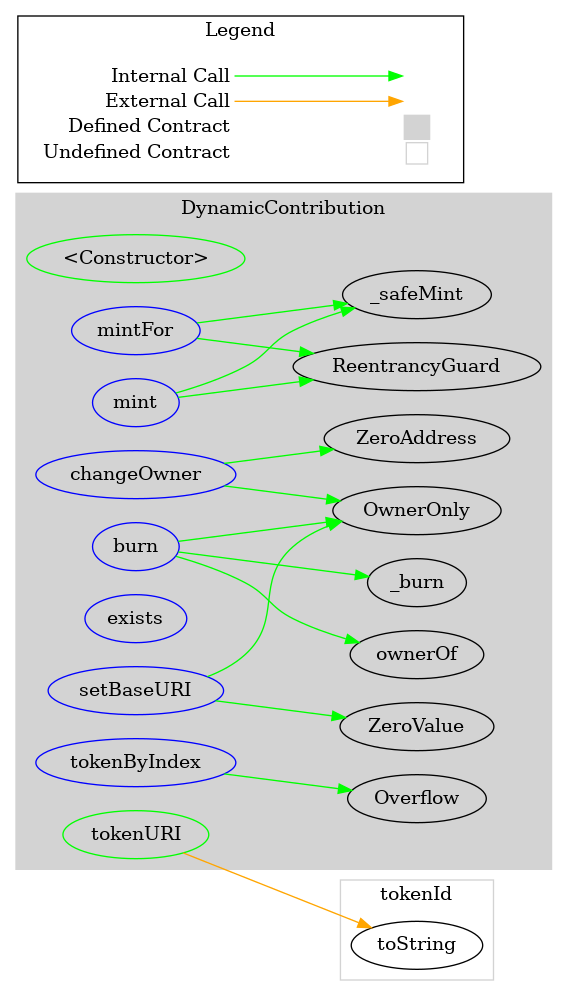 Legend
Internal Call
External Call
Defined Contract
Undefined Contract
DynamicContribution
<Constructor>
_safeMint
mintFor
ReentrancyGuard
mint
ZeroAddress
changeOwner
OwnerOnly
burn
_burn
exists
ownerOf
setBaseURI
ZeroValue
tokenByIndex
Overflow
tokenURI
tokenId
toString